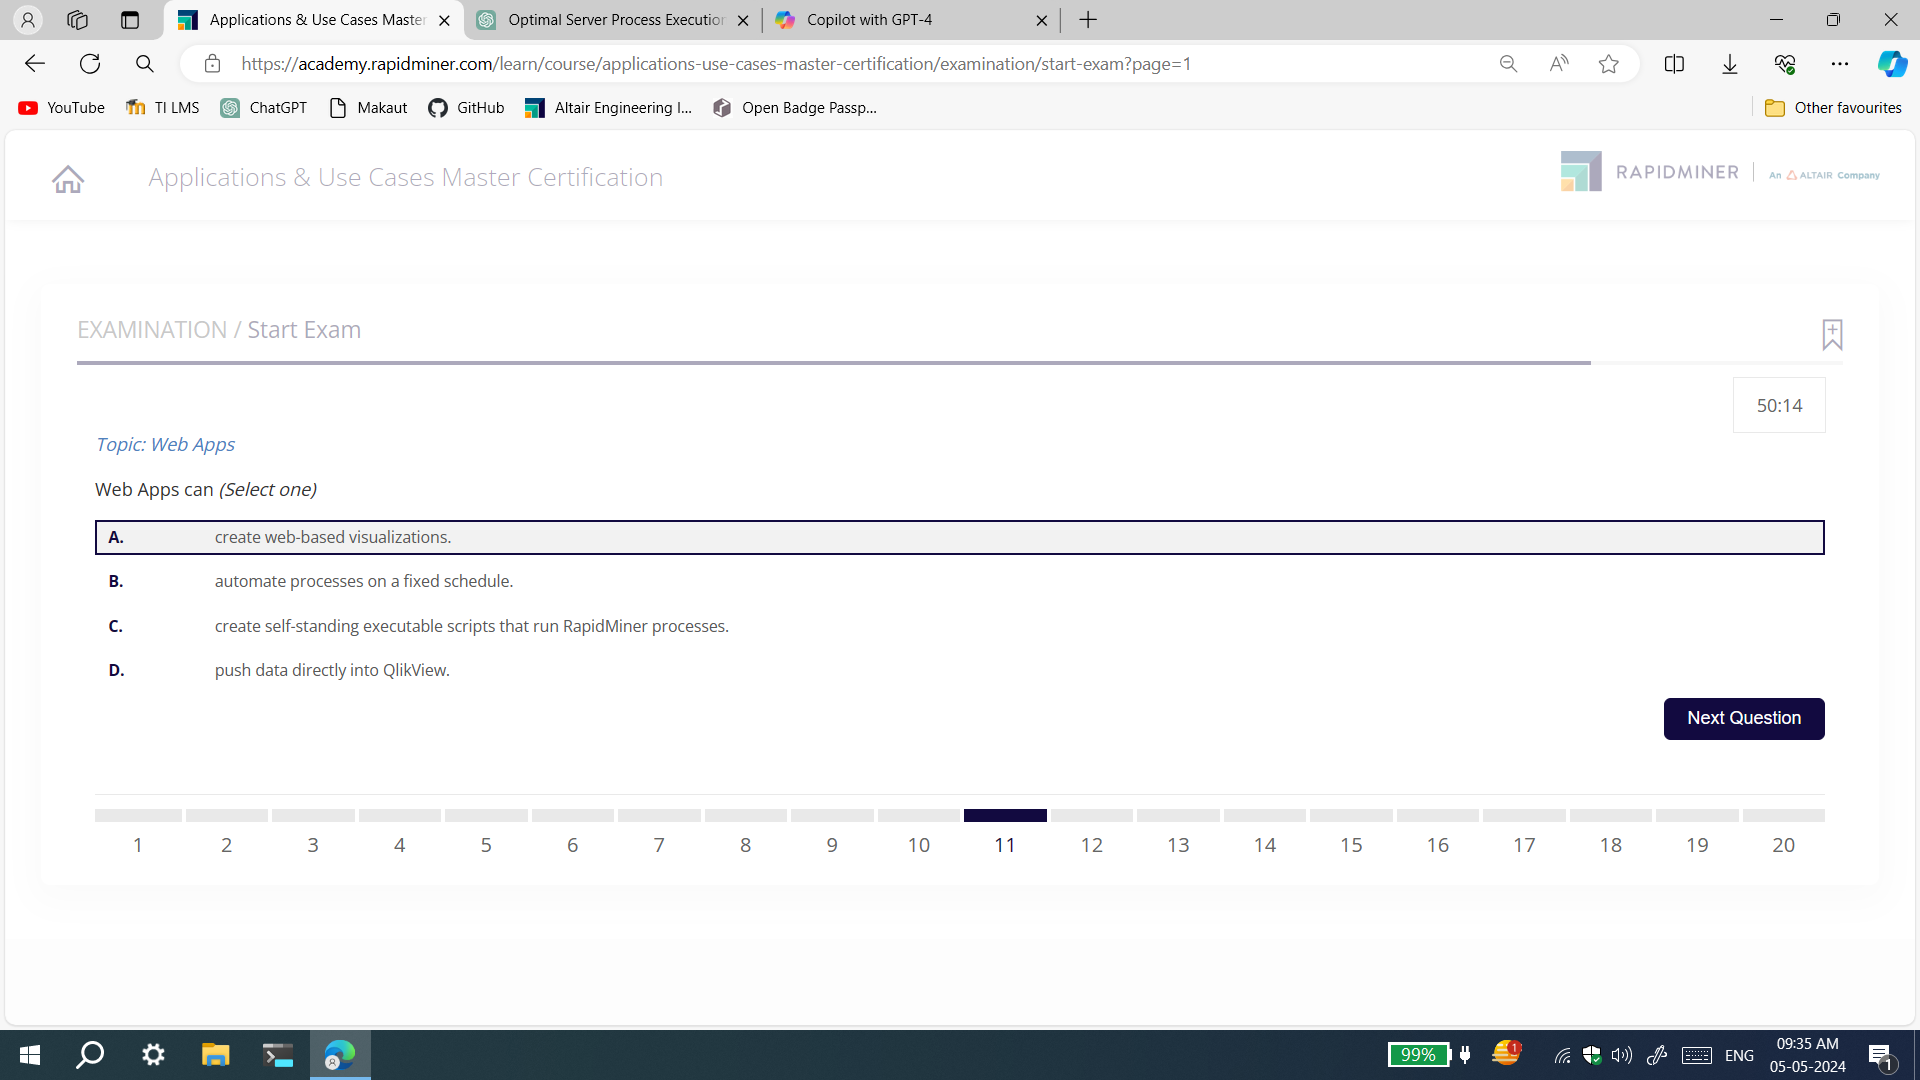 Applications & Use Cases Master
Optimal Server Process Execution
Copilot with GPT-4
https://academy.rapidminer.com/learn/course/applications-use-cases-master-certification/examination/start-exam?page=1
YouTube
TI LMS
ChatGPT
Makaut
GitHub
Altair Engineering I...
Open Badge Passp...
Other favourites
Applications & Use Cases Master Certification
RAPIDMINER
An ALTAIR Company
EXAMINATION / Start Exam
50:14
Topic: Web Apps
Web Apps can (Select one)
A. create web-based visualizations.
B. automate processes on a fixed schedule.
C. create self-standing executable scripts that run RapidMiner processes.
D. push data directly into QlikView.
Next Question
1 2 3 4 5 6 7 8 9 10 11 12 13 14 15 16 17 18 19 20
99%
1
ENG
09:35 AM
05-05-2024
1